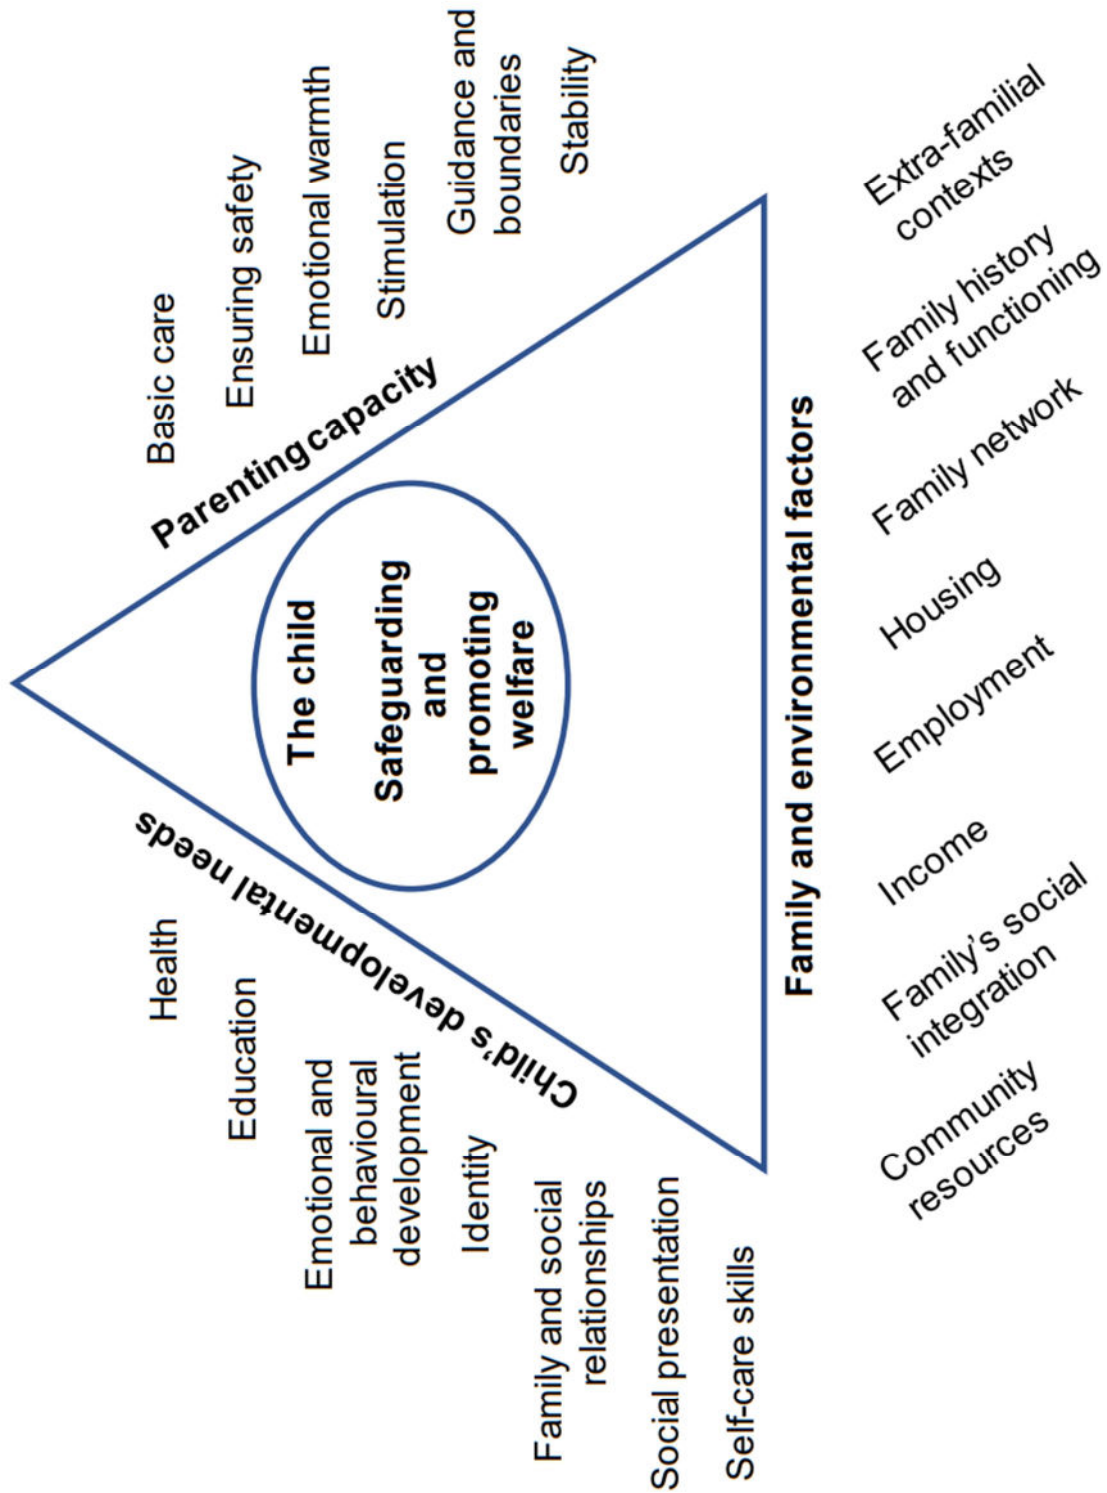 Health
Education
Emotional and
behavioural
development
Identity
Family and social
relationships
Social presentation
Self-care skills
Child's developmental needs
Basic care
Ensuring safety
Emotional warmth
Stimulation
Guidance and
boundaries
Stability
Parenting capacity
The child
Safeguarding
and
promoting
welfare
Family and environmental factors
Community
resources
Family’s social
integration
Income
Employment
Housing
Family network
Family history
and functioning
Extra-familial
contexts